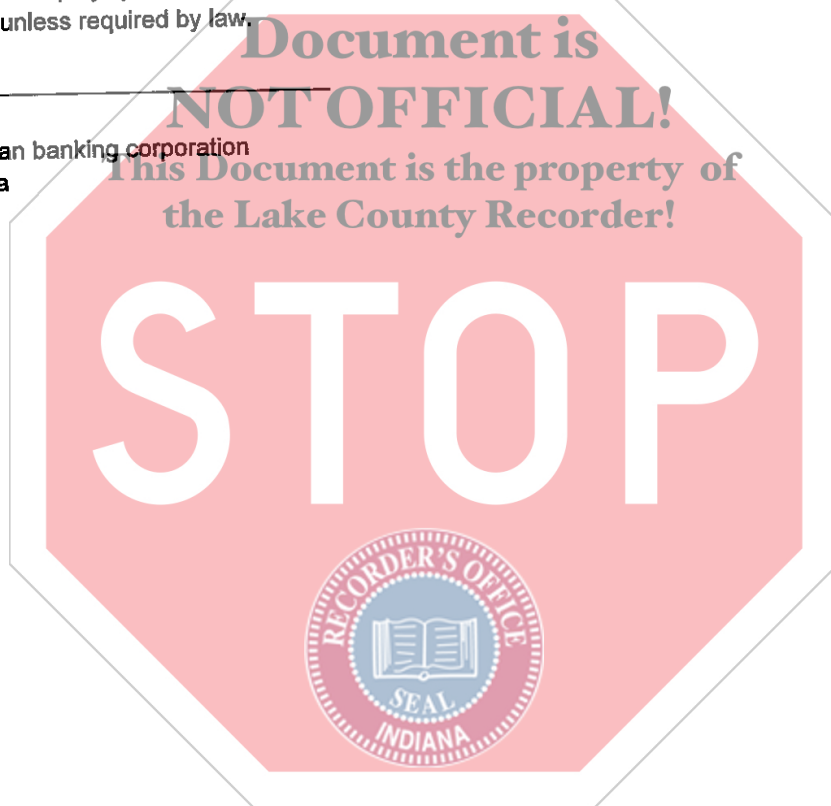 unless required by law.
Document is
NOT OFFICIAL!
an banking corporation
This Document is the property of
a
the Lake County Recorder!
STOP
RECORDER'S OFFICE
SEAL
INDIANA